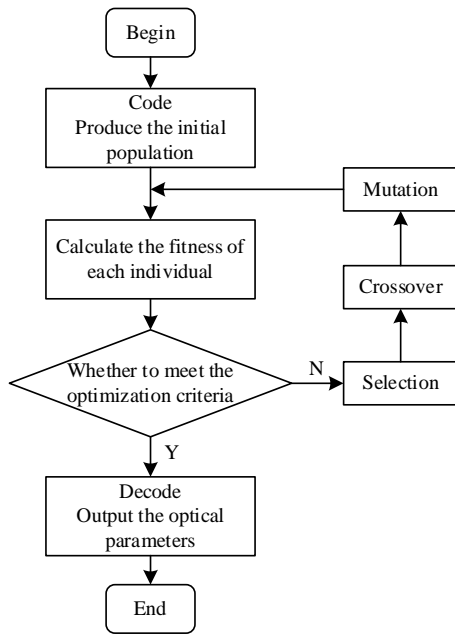 Begin
Code
Produce the initial
population
Mutation
Calculate the fitness of
each individual
Crossover
Whether to meet the
optimization criteria
N
Selection
Y
Decode
Output the optical
parameters
End